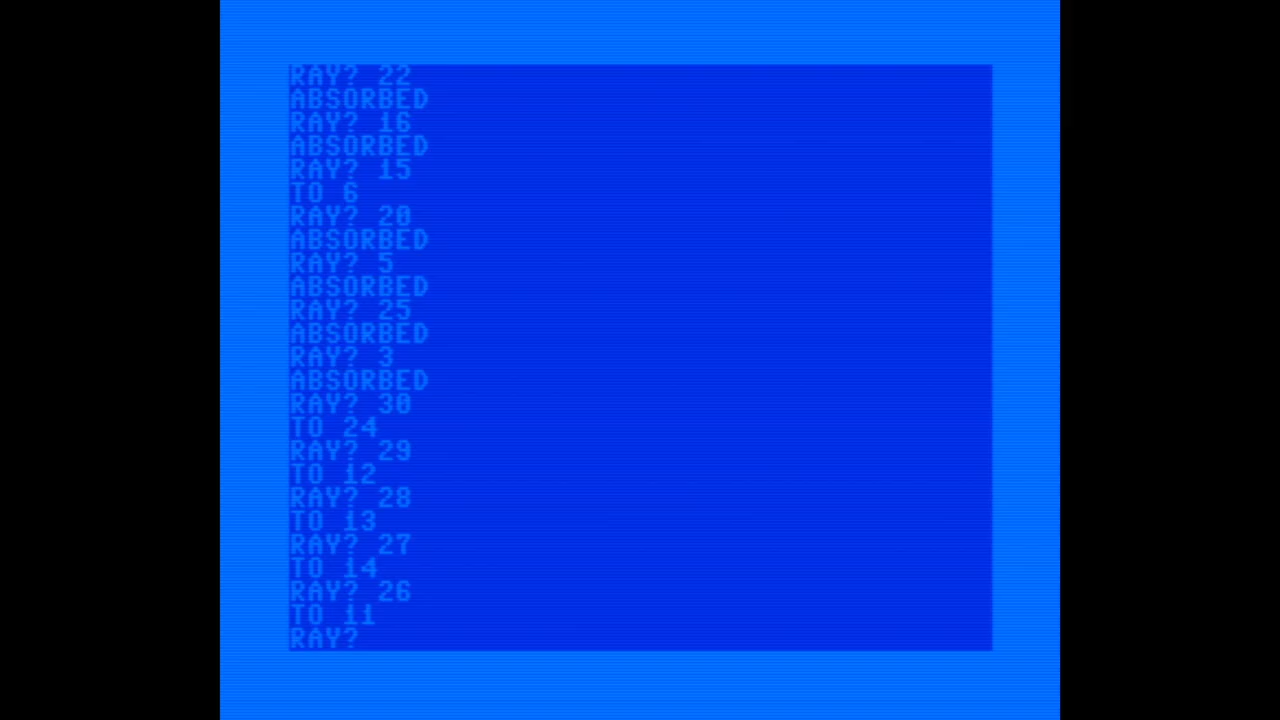 RAY? 22
ABSORBED
RAY? 16
ABSORBED
RAY? 15
TO 6
RAY? 20
ABSORBED
RAY? 5
ABSORBED
RAY? 25
ABSORBED
RAY? 3
ABSORBED
RAY? 30
TO 24
RAY? 29
TO 12
RAY? 28
TO 13
RAY? 27
TO 14
RAY? 26
TO 11
RAY?